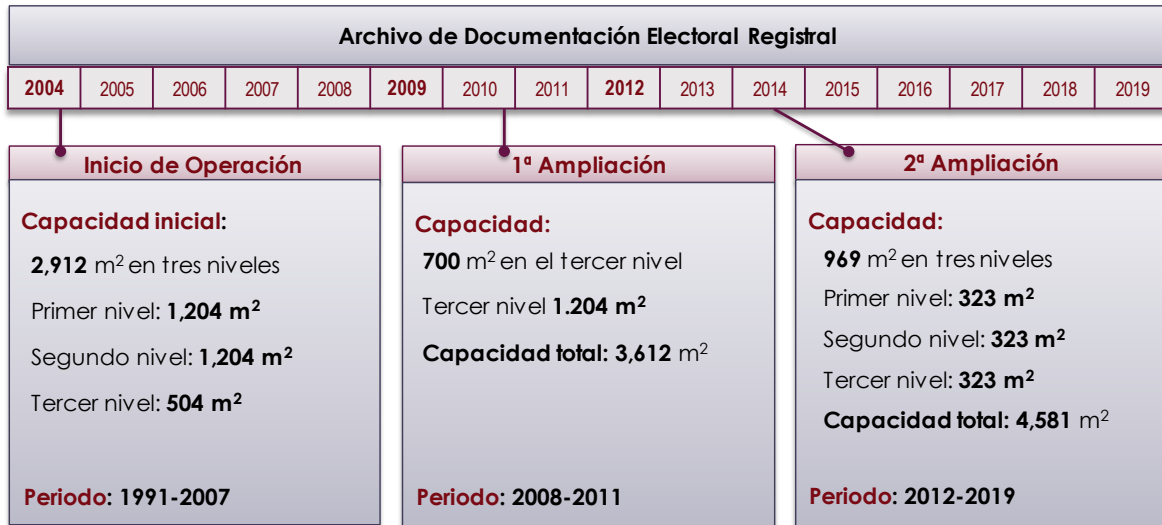 Archivo de Documentación Electoral Registral
2004 2005 2006 2007 2008 2009 2010 2011 2012 2013 2014 2015 2016 2017 2018 2019
Inicio de Operación
Capacidad inicial:
2,912 m² en tres niveles
Primer nivel: 1,204 m²
Segundo nivel: 1,204 m²
Tercer nivel: 504 m²
Periodo: 1991-2007
1ª Ampliación
Capacidad:
700 m² en el tercer nivel
Tercer nivel 1.204 m²
Capacidad total: 3,612 m²
Periodo: 2008-2011
2ª Ampliación
Capacidad:
969 m² en tres niveles
Primer nivel: 323 m²
Segundo nivel: 323 m²
Tercer nivel: 323 m²
Capacidad total: 4,581 m²
Periodo: 2012-2019